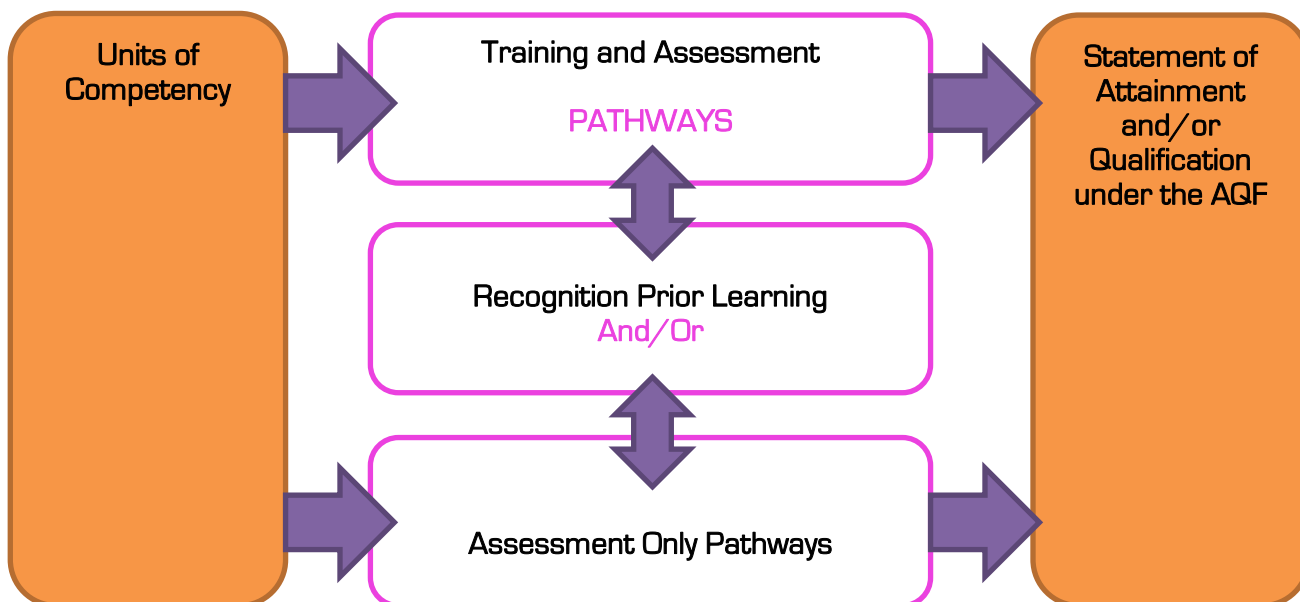 Units of
Competency
Training and Assessment
PATHWAYS
Recognition Prior Learning
And/Or
Assessment Only Pathways
Statement of
Attainment
and/or
Qualification
under the AQF